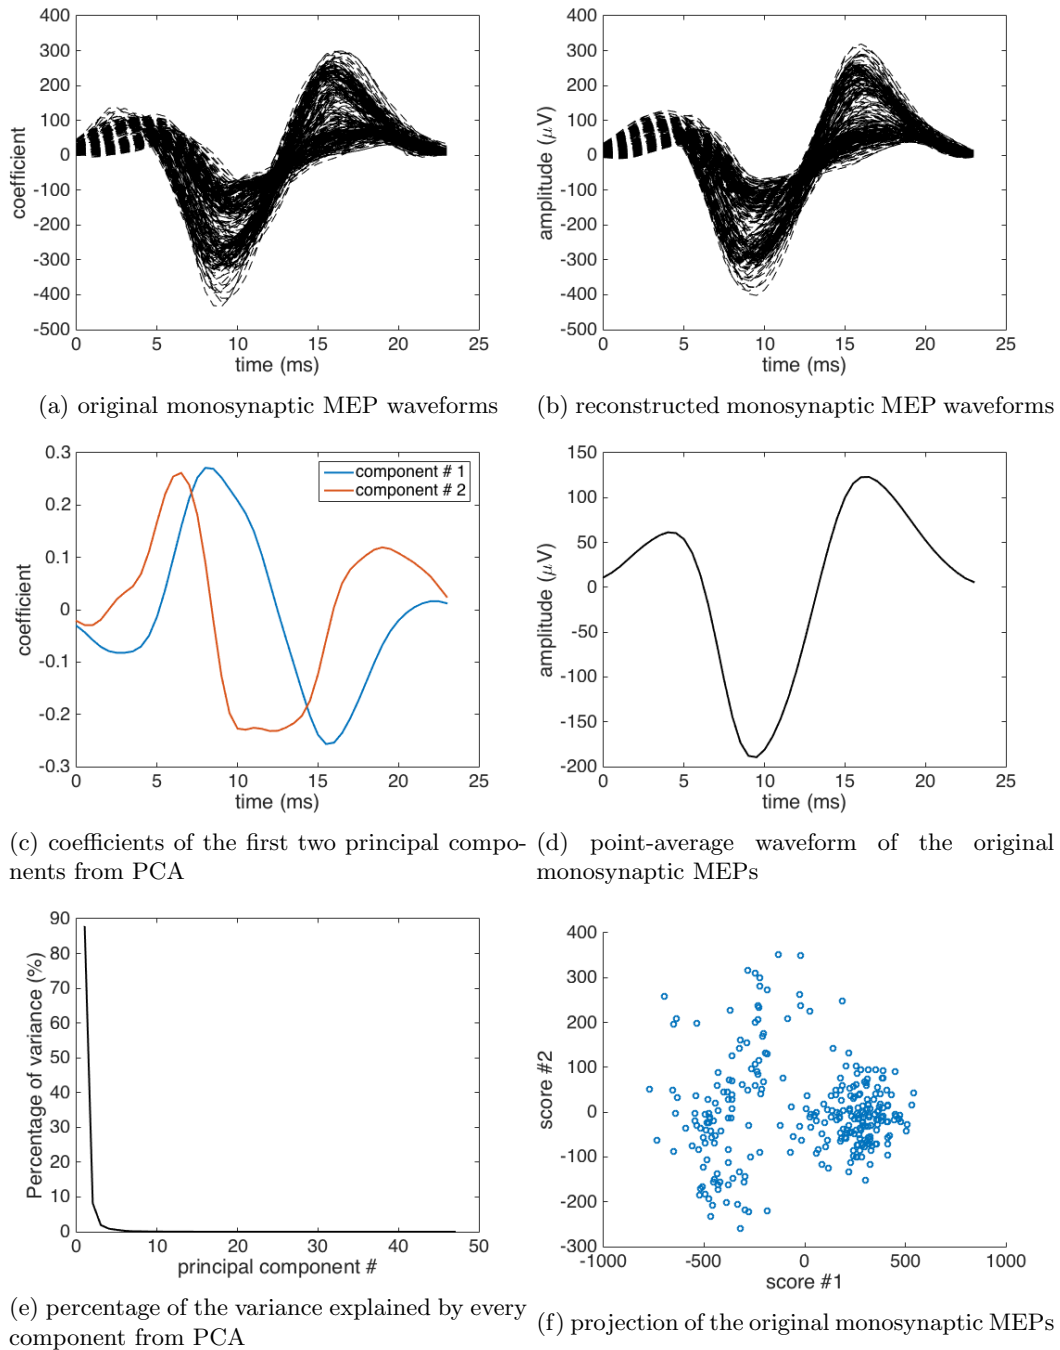 400
300
200
100
0
-100
-200
-300
-400
-500
coefficient
0 5 10 15 20 25
time (ms)
(a) original monosynaptic MEP waveforms
400
300
200
100
0
-100
-200
-300
-400
-500
amplitude (μV)
0 5 10 15 20 25
time (ms)
(b) reconstructed monosynaptic MEP waveforms
0.3
0.2
0.1
0
-0.1
-0.2
-0.3
coefficient
component # 1
component # 2
0 5 10 15 20 25
time (ms)
(c) coefficients of the first two principal compo-
nents from PCA
150
100
50
0
-50
-100
-150
-200
amplitude (μV)
0 5 10 15 20 25
time (ms)
(d) point-average waveform of the original
monosynaptic MEPs
90
80
70
60
50
40
30
20
10
0
Percentage of variance (%)
0 10 20 30 40 50
principal component #
(e) percentage of the variance explained by every
component from PCA
400
300
200
100
0
-100
-200
-300
score #2
-1000 -500 0 500 1000
score #1
(f) projection of the original monosynaptic MEPs